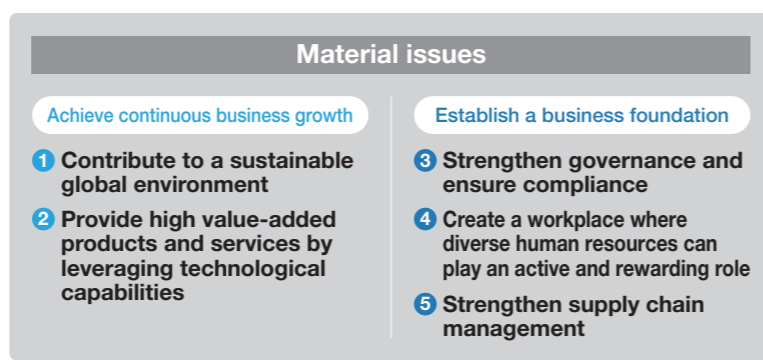 Material issues
Achieve continuous business growth
1 Contribute to a sustainable
global environment
2 Provide high value-added
products and services by
leveraging technological
capabilities
Establish a business foundation
3 Strengthen governance and
ensure compliance
4 Create a workplace where
diverse human resources can
play an active and rewarding role
5 Strengthen supply chain
management